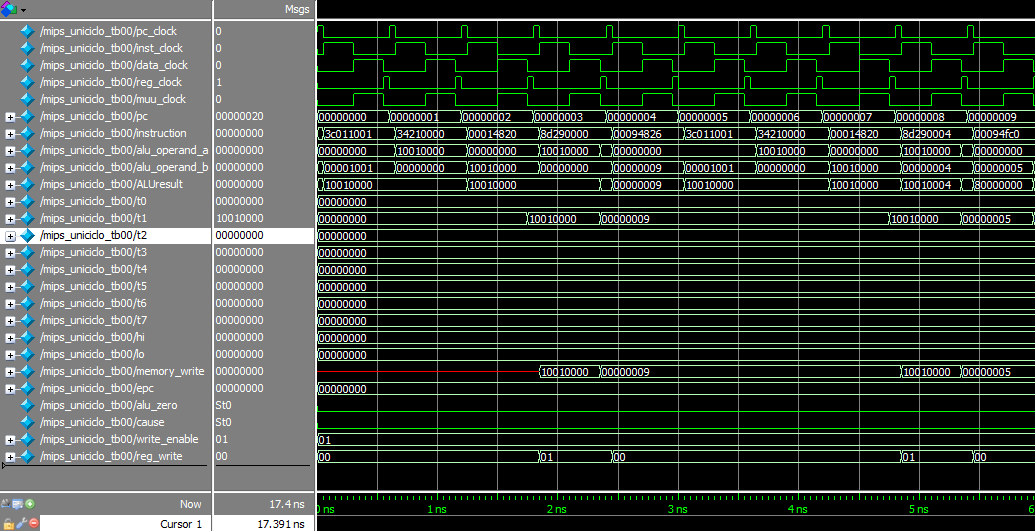 Msgs
/mips_uniciclo_tb00/pc_clock 0
/mips_uniciclo_tb00/inst_clock 0
/mips_uniciclo_tb00/data_clock 0
/mips_uniciclo_tb00/reg_clock 1
/mips_uniciclo_tb00/muu_clock 0
/mips_uniciclo_tb00/pc 00000020 00000000 00000001 00000002 00000003 00000004 00000005 00000006 00000007 00000008 00000009
/mips_uniciclo_tb00/instruction 00000000 3c011001 34210000 00014820 8d290000 00094826 3c011001 34210000 00014820 8d290004 00094fc0
/mips_uniciclo_tb00/alu_operand_a 00000000 00000000 10010000 00000000 10010000 00000000 10010000 00000000 10010000 00000000
/mips_uniciclo_tb00/alu_operand_b 00000000 00001001 00000000 10010000 00000000 00000009 00001001 00000000 10010000 00000004 00000005
/mips_uniciclo_tb00/ALUresult 00000000 10010000 10010000 00000009 10010000 10010000 10010004 80000000
/mips_uniciclo_tb00/t0 00000000 00000000
/mips_uniciclo_tb00/t1 10010000 00000000 10010000 00000009 10010000 00000005
/mips_uniciclo_tb00/t2 00000000 00000000
/mips_uniciclo_tb00/t3 00000000 00000000
/mips_uniciclo_tb00/t4 00000000 00000000
/mips_uniciclo_tb00/t5 00000000 00000000
/mips_uniciclo_tb00/t6 00000000 00000000
/mips_uniciclo_tb00/t7 00000000 00000000
/mips_uniciclo_tb00/hi 00000000 00000000
/mips_uniciclo_tb00/lo 00000000 00000000
/mips_uniciclo_tb00/memory_write 00000000 10010000 00000009 10010000 00000005
/mips_uniciclo_tb00/epc 00000000 00000000
/mips_uniciclo_tb00/alu_zero St0
/mips_uniciclo_tb00/cause St0
/mips_uniciclo_tb00/write_enable 01 01
/mips_uniciclo_tb00/reg_write 00 00 01 00 01 00
Now 17.4 ns 0 ns 1 ns 2 ns 3 ns 4 ns 5 ns 6
Cursor 1 17.391 ns